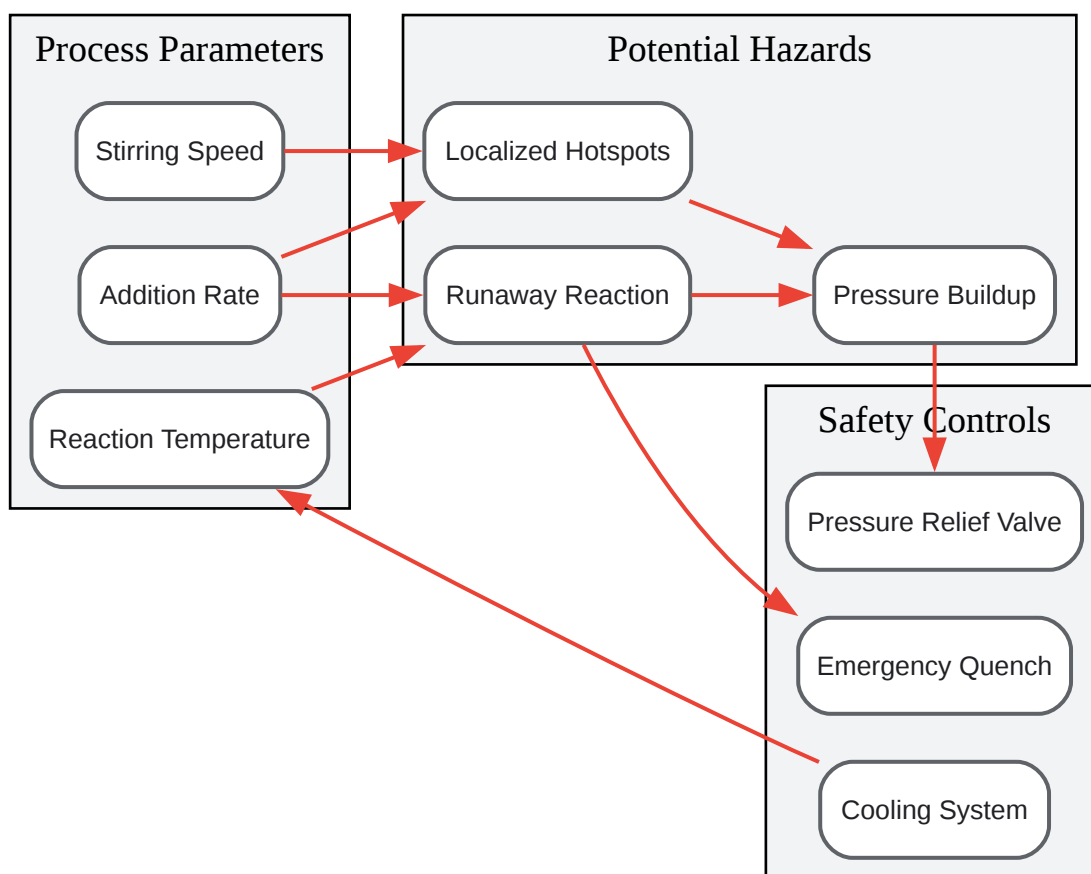 Process Parameters
Stirring Speed
Addition Rate
Reaction Temperature
Potential Hazards
Localized Hotspots
Runaway Reaction
Pressure Buildup
Safety Controls
Pressure Relief Valve
Emergency Quench
Cooling System